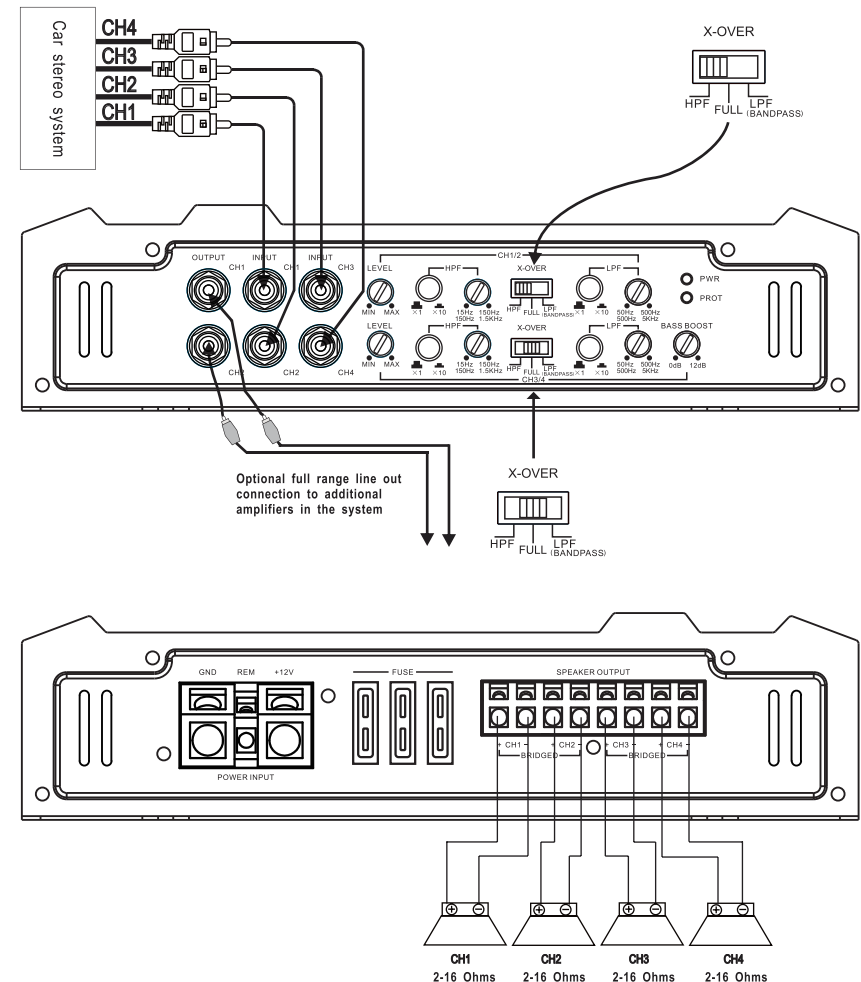 Car stereo system
CH4
CH3
CH2
CH1
X-OVER
HPF FULL LPF
(BANDPASS)
OUTPUT INPUT INPUT
CH1 CH1 CH3
CH2 CH2 CH4
CH1/2
LEVEL HPF X-OVER LPF
MIN MAX ×1 ×10 15Hz 150Hz 150Hz 1.5KHz HPF FULL LPF (BANDPASS) ×1 ×10 50Hz 500Hz 500Hz 5KHz
PWR
PROT
LEVEL HPF X-OVER LPF BASS BOOST
MIN MAX ×1 ×10 15Hz 150Hz 150Hz 1.5KHz HPF FULL LPF (BANDPASS) ×1 ×10 50Hz 500Hz 500Hz 5KHz 0dB 12dB
CH3/4
Optional full range line out
connection to additional
amplifiers in the system
X-OVER
HPF FULL LPF
(BANDPASS)
GND REM +12V
POWER INPUT
FUSE
SPEAKER OUTPUT
+ CH1 - + CH2 - + CH3 - + CH4 -
BRIDGED BRIDGED
CH1 CH2 CH3 CH4
2-16 Ohms 2-16 Ohms 2-16 Ohms 2-16 Ohms